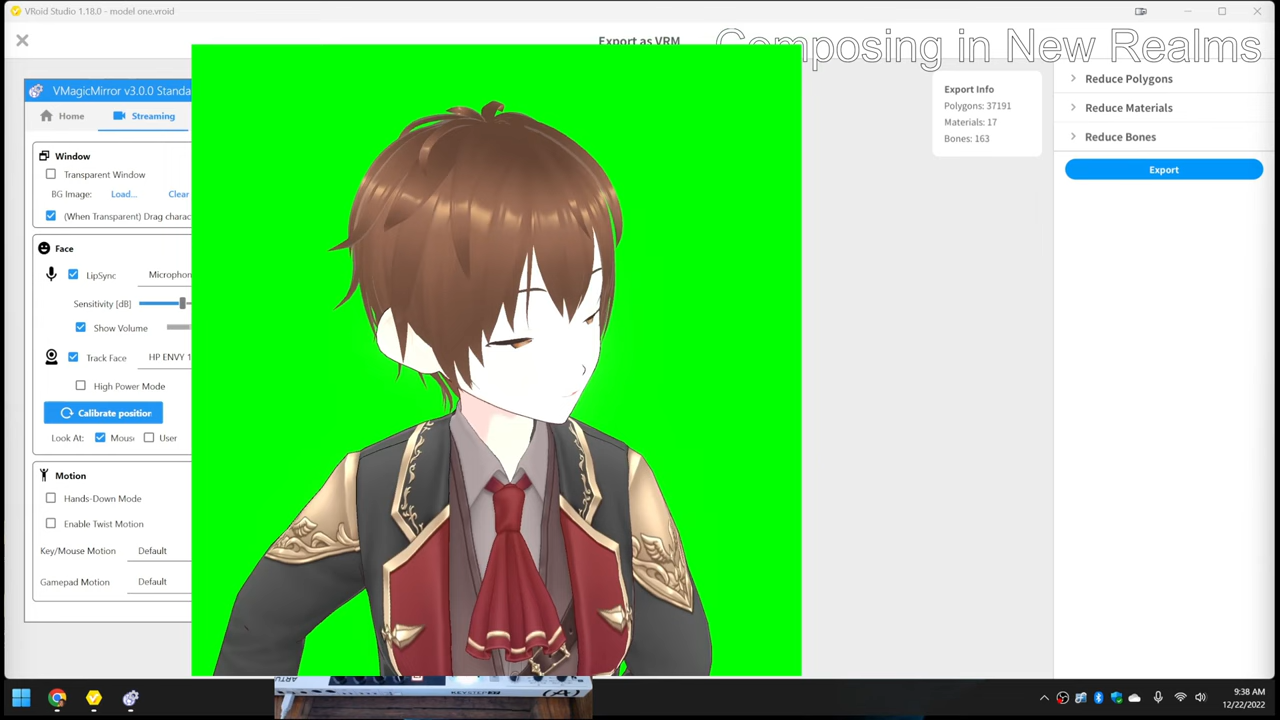 VRoid Studio 1.18.0 - model one.vroid
Export as VRM
Composing in New Realms
VMagicMirror v3.0.0 Standa
Home
Streaming
Window
Transparent Window
BG Image: Load... Clear
(When Transparent) Drag charac
Face
LipSync Microphon
Sensitivity [dB]
Show Volume
Track Face HP ENVY 1
High Power Mode
Calibrate position
Look At: Mouse User
Motion
Hands-Down Mode
Enable Twist Motion
Key/Mouse Motion Default
Gamepad Motion Default
Export Info
Polygons: 37191
Materials: 17
Bones: 163
Reduce Polygons
Reduce Materials
Reduce Bones
Export
ARTU
KEYSTEP 37
9:38 AM
12/22/2022